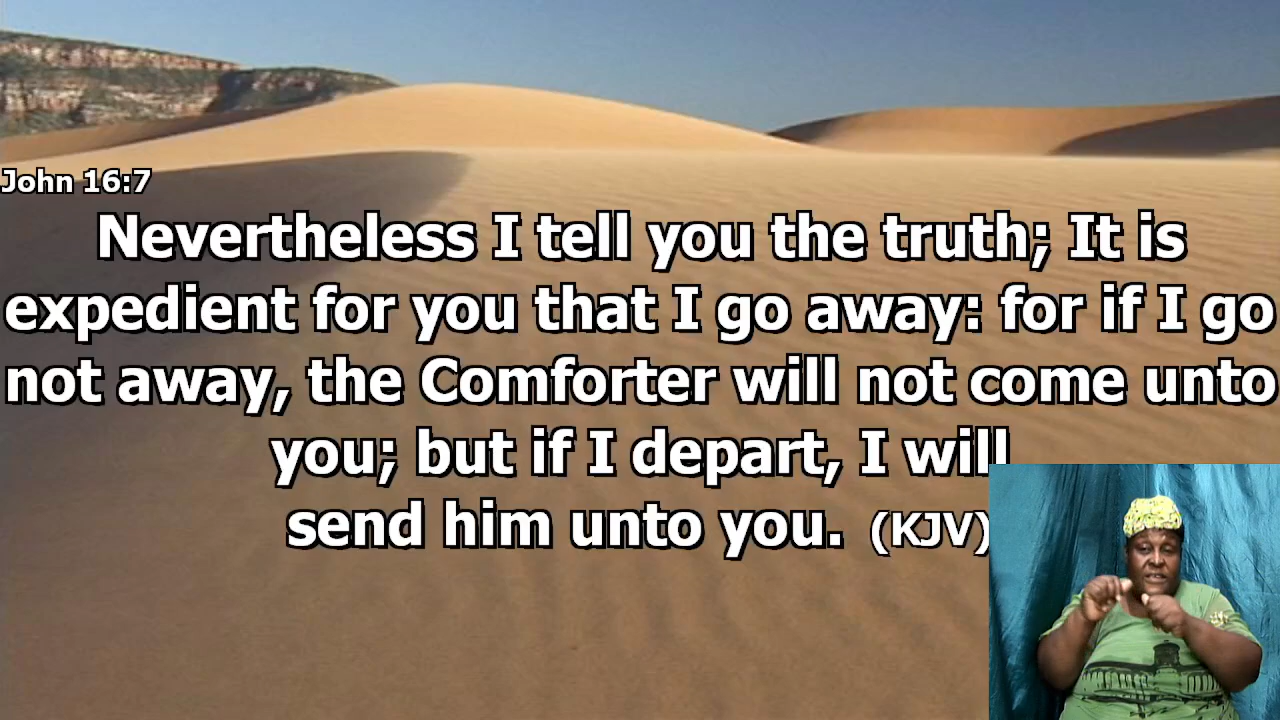 John 16:7
Nevertheless I tell you the truth; It is
expedient for you that I go away: for if I go
not away, the Comforter will not come unto
you; but if I depart, I will
send him unto you. (KJV)